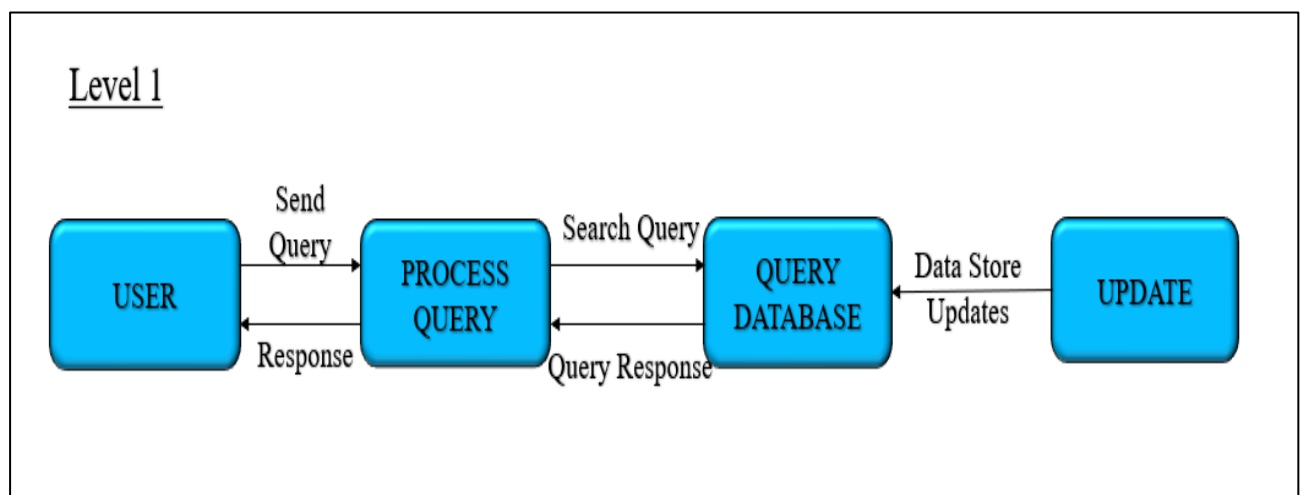 Level 1
Send
Query
Search Query
Data Store
Updates
USER
PROCESS
QUERY
QUERY
DATABASE
UPDATE
Response
Query Response